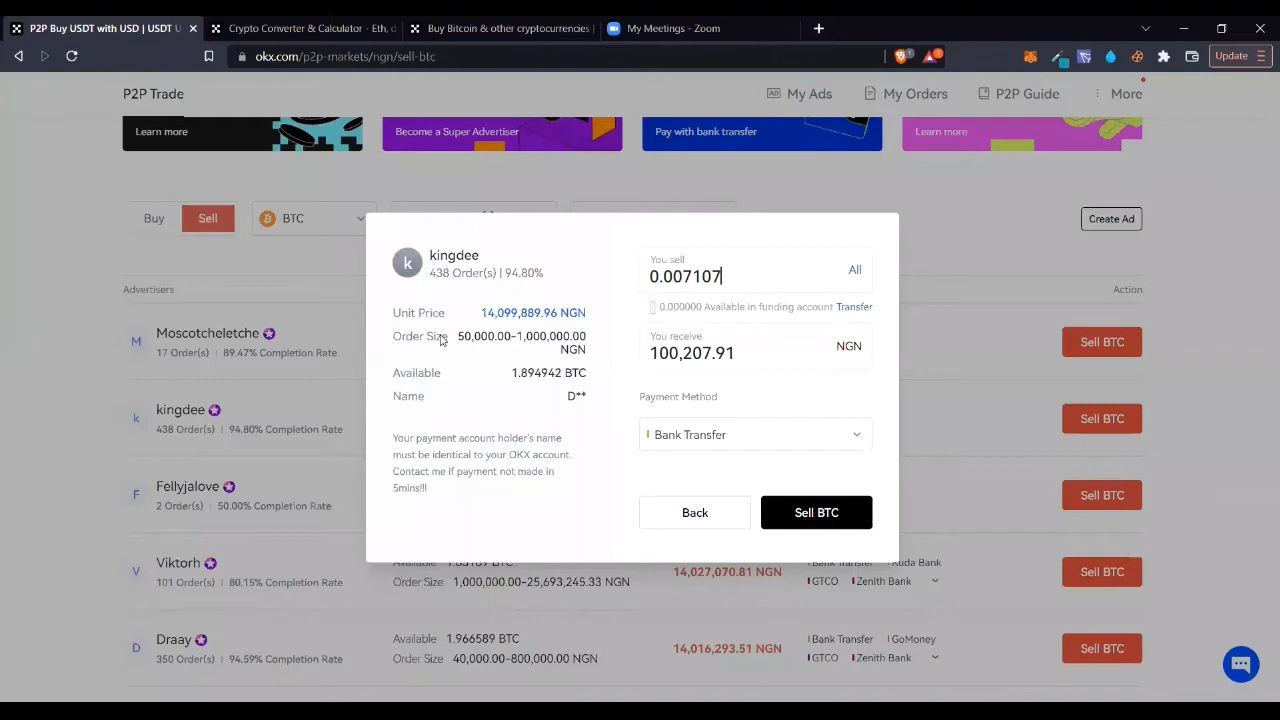 P2P Buy USDT with USD | USDT U
Crypto Converter & Calculator - Eth, d
Buy Bitcoin & other cryptocurrencies
My Meetings - Zoom
okx.com/p2p-markets/ngn/sell-btc
1
3
Update
P2P Trade
My Ads
My Orders
P2P Guide
More
Learn more
Become a Super Advertiser
Pay with bank transfer
Learn more
Buy
Sell
BTC
Create Ad
Advertisers
Action
M
Moscotcheletche
17 Order(s) | 89.47% Completion Rate
Sell BTC
k
kingdee
438 Order(s) | 94.80% Completion Rate
Sell BTC
F
Fellyjalove
2 Order(s) | 50.00% Completion Rate
Sell BTC
V
Viktorh
101 Order(s) | 80.15% Completion Rate
Order Size 1,000,000.00-25,693,245.33 NGN
14,027,070.81 NGN
Bank Transfer Kuda Bank
GTCO Zenith Bank
Sell BTC
D
Draay
350 Order(s) | 94.59% Completion Rate
Available 1.966589 BTC
Order Size 40,000.00-800,000.00 NGN
14,016,293.51 NGN
Bank Transfer GoMoney
GTCO Zenith Bank
Sell BTC
k
kingdee
438 Order(s) | 94.80%
Unit Price 14,099,889.96 NGN
Order Size 50,000.00-1,000,000.00
NGN
Available 1.894942 BTC
Name D**
Your payment account holder's name
must be identical to your OKX account.
Contact me if payment not made in
5mins!!!
You sell
0.007107
All
0.000000 Available in funding account Transfer
You receive
100,207.91
NGN
Payment Method
Bank Transfer
Back
Sell BTC